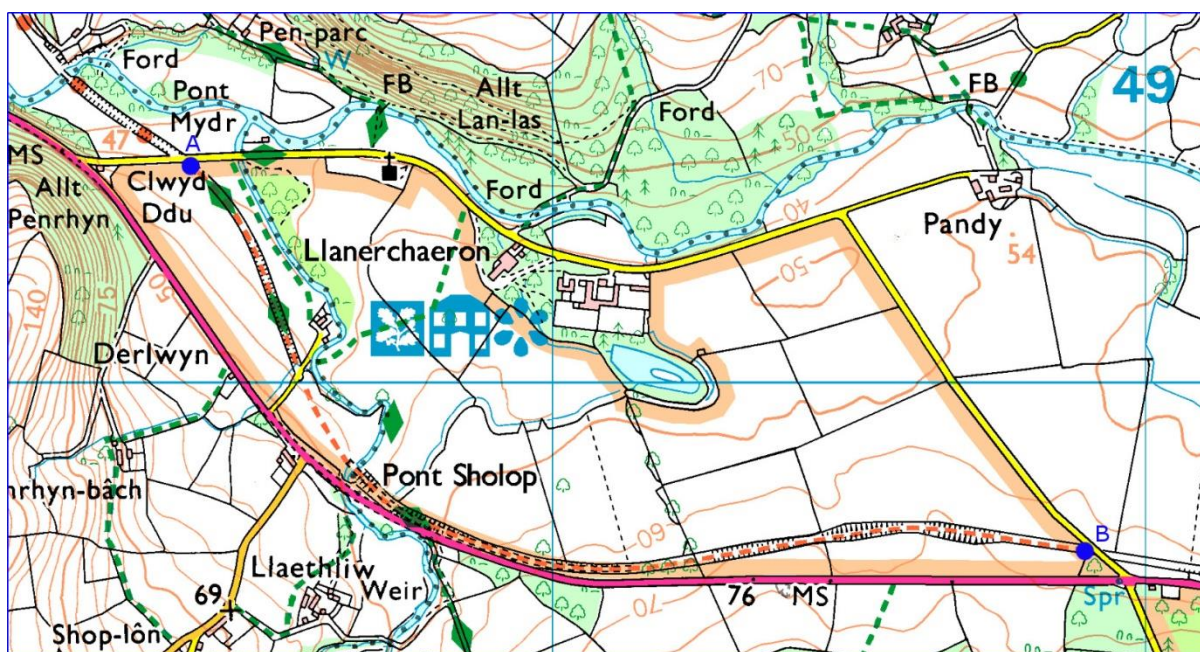 Pen-parc
Ford
W
FB
Allt
Lan-las
Ford
70
50
FB
49
Pont
Mydr
47
A
MS
Clwyd
Ddu
Allt
Penrhyn
50
Ford
40
Pandy
54
50
Llanerchaeron
140
75
Derlwyn
Pont Sholop
nrhyn-bâch
60
B
Llaethliw
Weir
69
70
76
MS
Spr
Shop-lôn